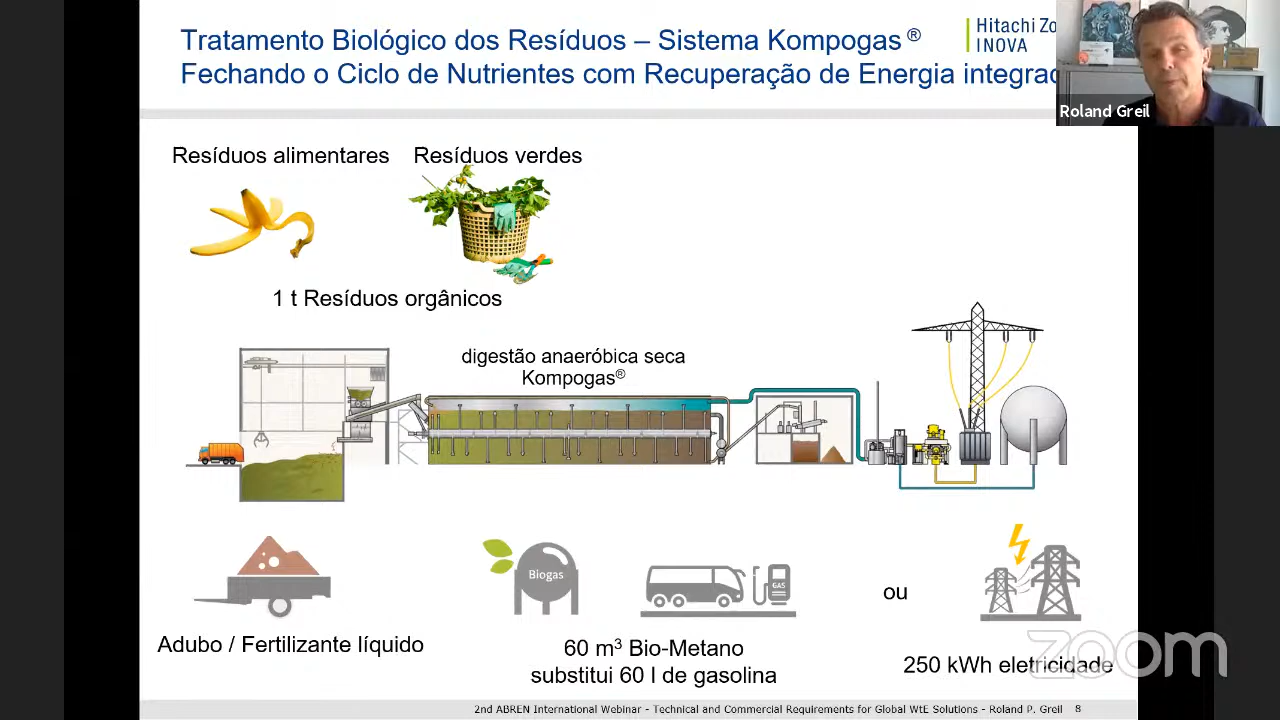 Tratamento Biológico dos Resíduos – Sistema Kompogas ®
Fechando o Ciclo de Nutrientes com Recuperação de Energia
Hitachi
INOVA
Roland Greil
Resíduos alimentares
Resíduos verdes
1 t Resíduos orgânicos
digestão anaeróbica seca
Kompogas®
Biogas
GAS
ou
Adubo / Fertilizante líquido
60 m³ Bio-Metano
substitui 60 l de gasolina
250 kWh eletricidade
zoom
2nd ABREN International Webinar - Technical and Commercial Requirements for Global WtE Solutions - Roland P. Greil 8